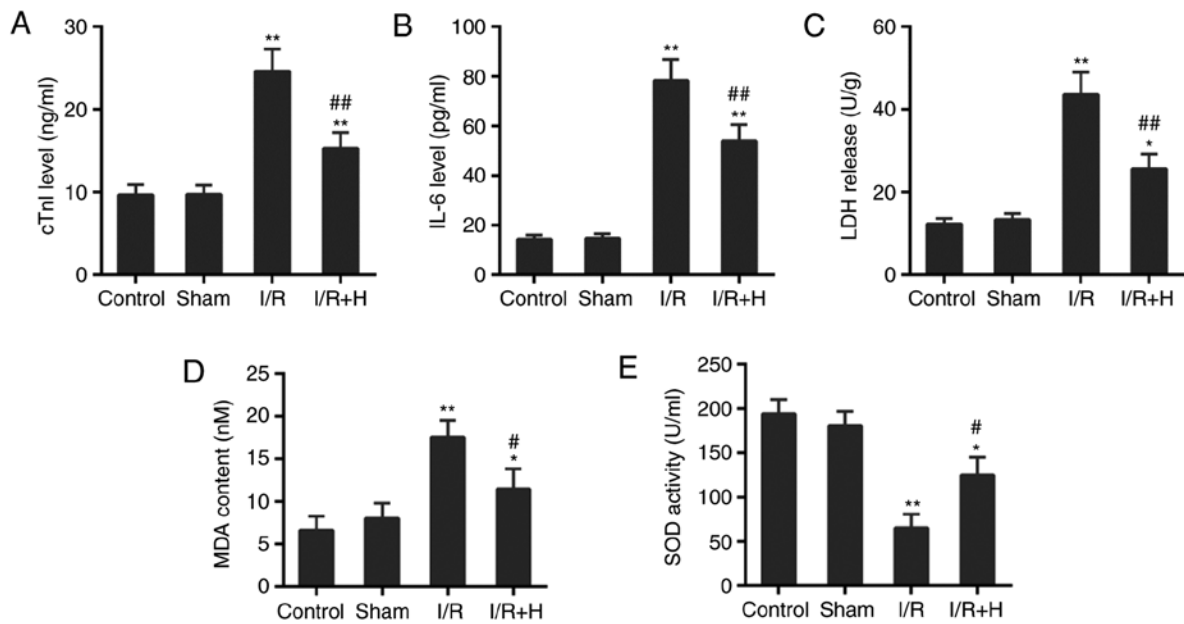 A
cTnI level (ng/ml)
30
20
10
0
**
##
**
Control Sham I/R I/R+H
B
IL-6 level (pg/ml)
100
80
60
40
20
0
**
##
**
Control Sham I/R I/R+H
C
LDH release (U/g)
60
40
20
0
**
##
*
Control Sham I/R I/R+H
D
MDA content (nM)
25
20
15
10
5
0
**
#
*
Control Sham I/R I/R+H
E
SOD activity (U/ml)
250
200
150
100
50
0
**
#
*
Control Sham I/R I/R+H